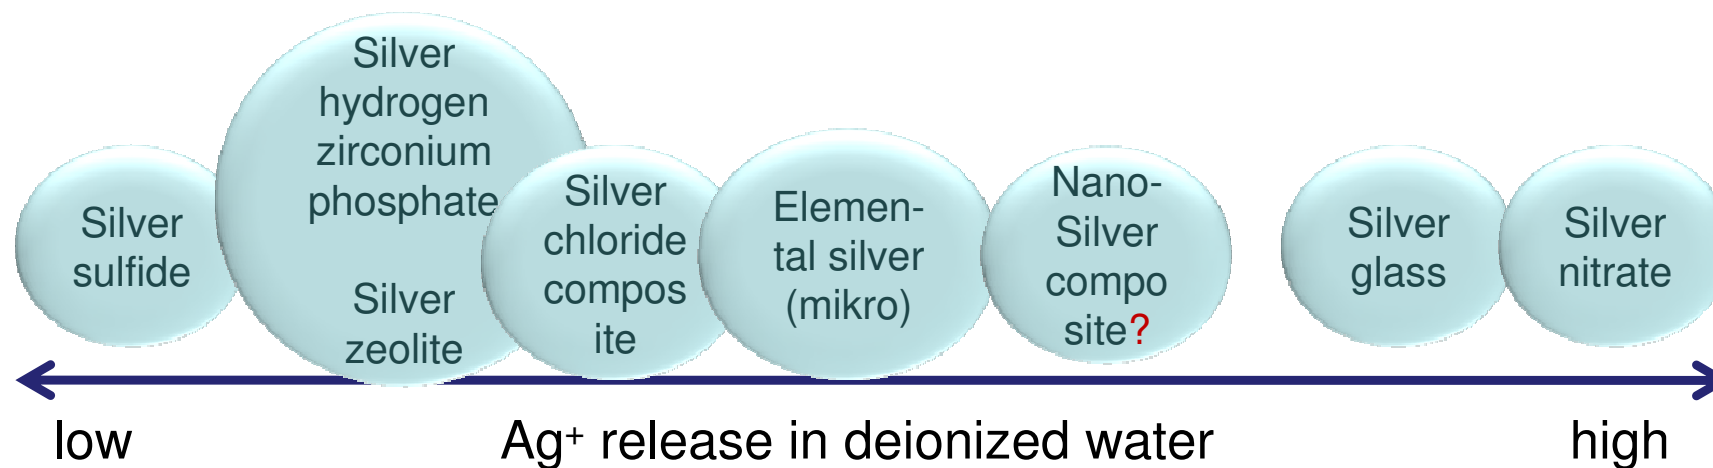 Silver
sulfide
Silver
hydrogen
zirconium
phosphate
Silver
zeolite
Silver
chloride
compos
ite
Elemen-
tal silver
(mikro)
Nano-
Silver
compo
site?
Silver
glass
Silver
nitrate
low
Ag⁺ release in deionized water
high